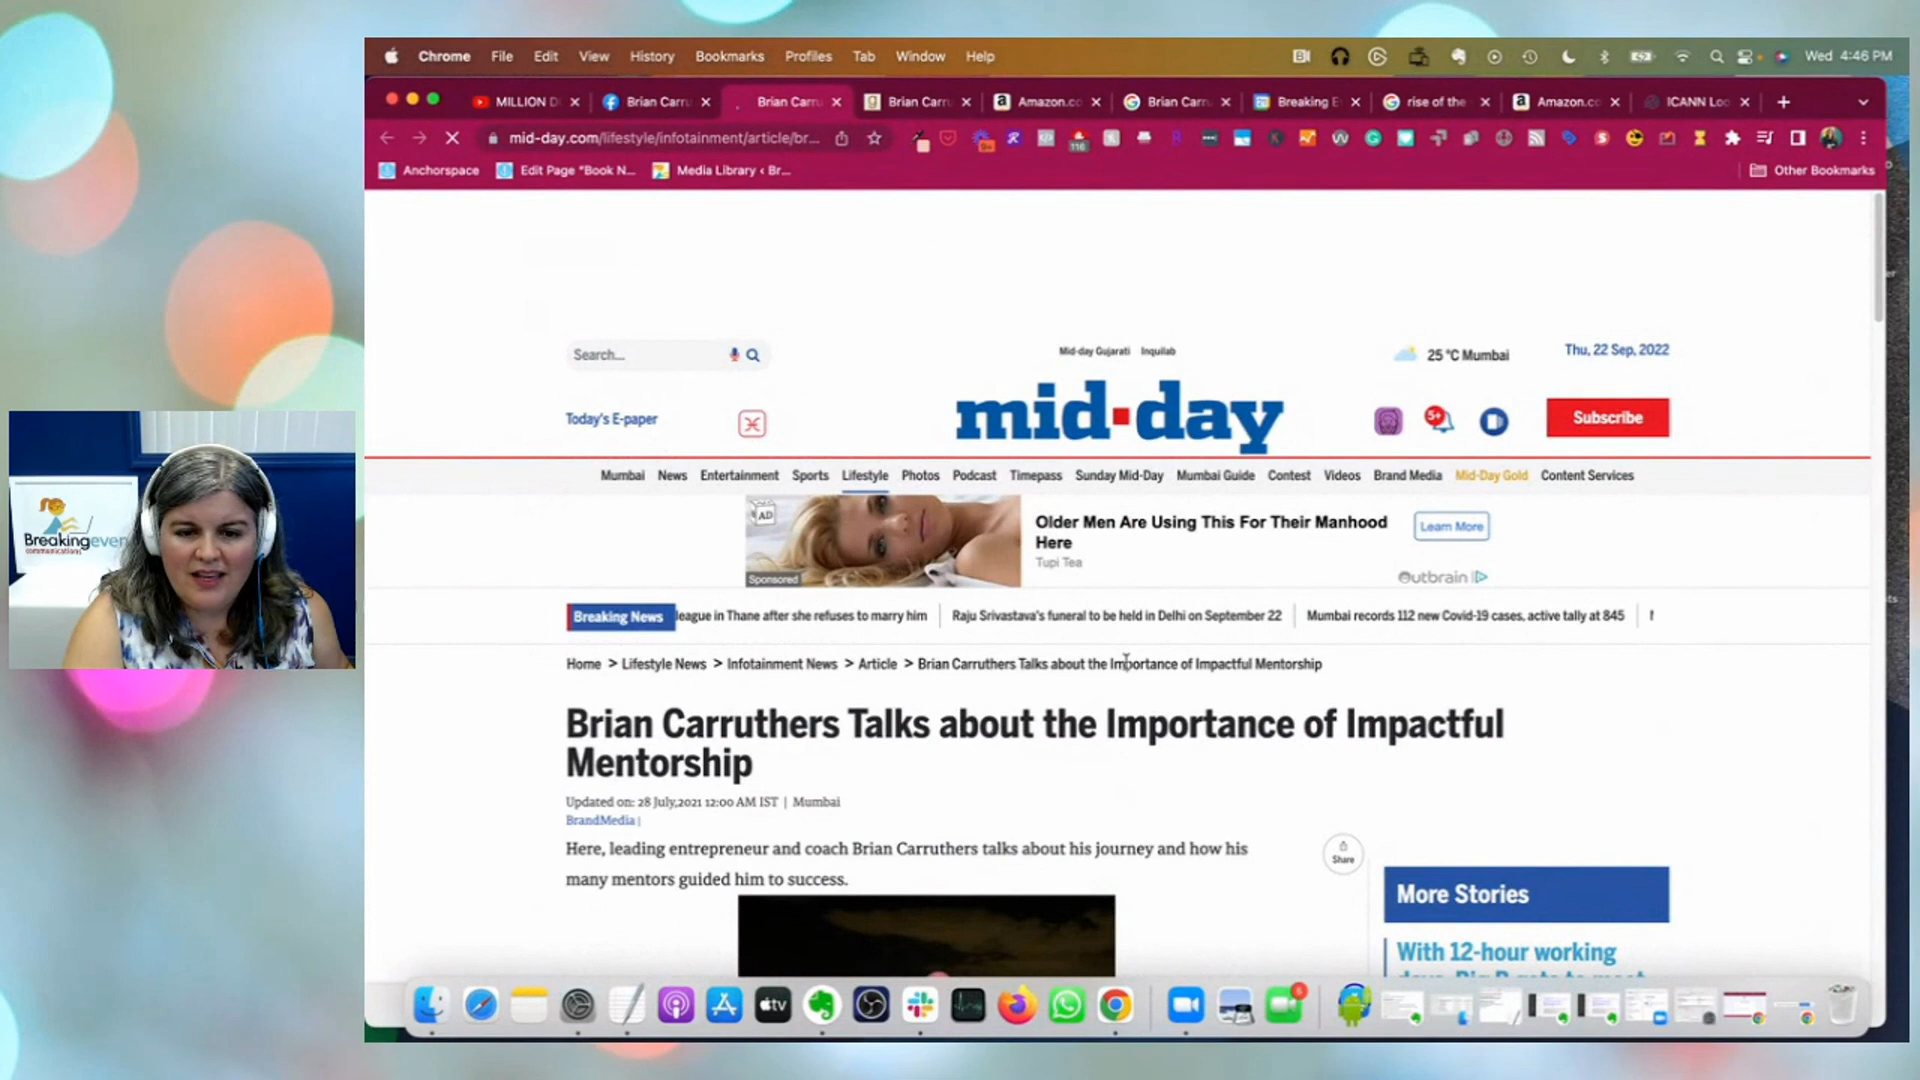 Chrome File Edit View History Bookmarks Profiles Tab Window Help Wed 4:46 PM
MILLION D Brian Carru Brian Carru Brian Carru Amazon.co Brian Carru Breaking E rise of the Amazon.co ICANN Loo
mid-day.com/lifestyle/infotainment/article/br... 9+ 116
Anchorspace Edit Page "Book N... Media Library ‹ Br... Other Bookmarks
Search... Mid-day Gujarati Inquilab 25 °C Mumbai Thu, 22 Sep, 2022
Today's E-paper mid-day 5+ Subscribe
Mumbai News Entertainment Sports Lifestyle Photos Podcast Timepass Sunday Mid-Day Mumbai Guide Contest Videos Brand Media Mid-Day Gold Content Services
AD
Older Men Are Using This For Their Manhood
Here
Learn More
Tupi Tea
Sponsored
Outbrain
Breaking News league in Thane after she refuses to marry him Raju Srivastava's funeral to be held in Delhi on September 22 Mumbai records 112 new Covid-19 cases, active tally at 845
Home > Lifestyle News > Infotainment News > Article > Brian Carruthers Talks about the Importance of Impactful Mentorship
Brian Carruthers Talks about the Importance of Impactful
Mentorship
Updated on: 28 July,2021 12:00 AM IST | Mumbai
BrandMedia |
Here, leading entrepreneur and coach Brian Carruthers talks about his journey and how his
many mentors guided him to success.
Share
More Stories
With 12-hour working
tv
Breakingeven
communications